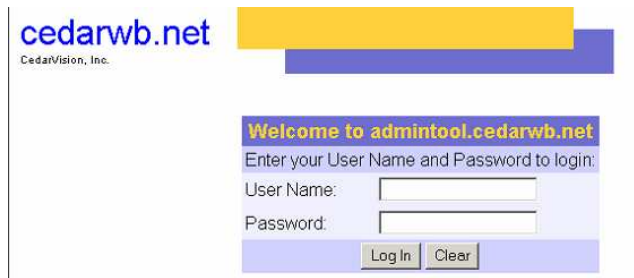 cedarwb.net
CedarVision, Inc.
Welcome to admintool.cedarwb.net
Enter your User Name and Password to login:
User Name:
Password:
Log In Clear